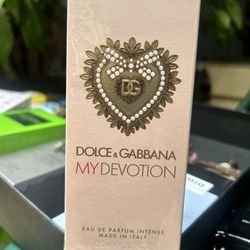 DG
DOLCE & GABBANA
MY DEVOTION
EAU DE PARFUM INTENSE
MADE IN ITALY